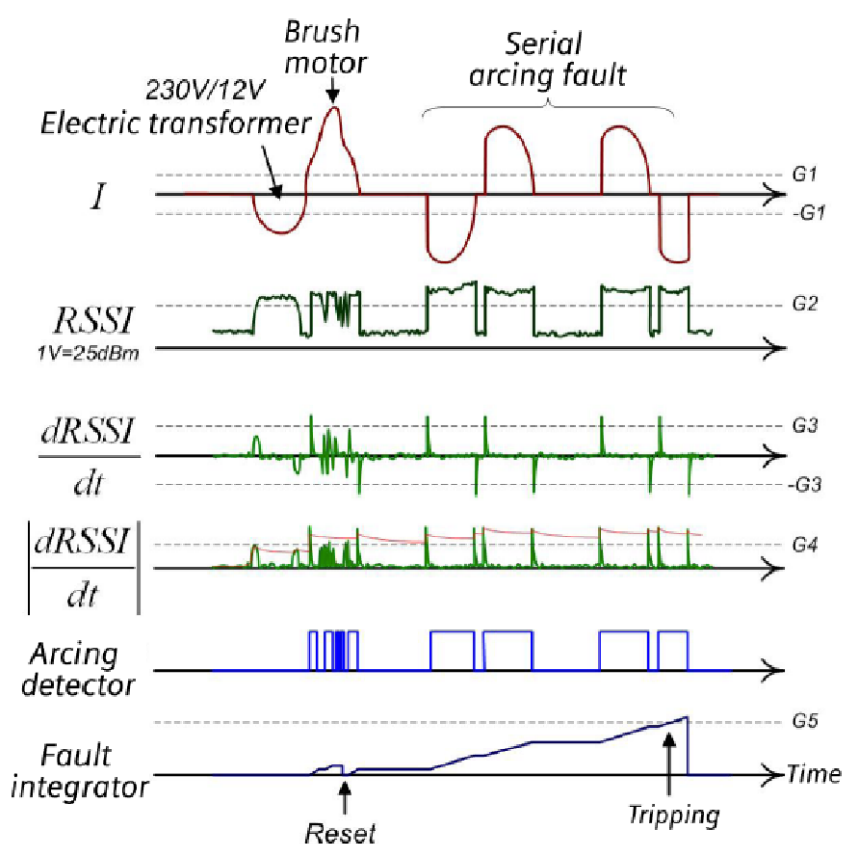 Brush
motor
Serial
arcing fault
230V/12V
Electric transformer
G1
I
-G1
G2
RSSI
1V=25dBm
G3
dRSSI
dt
-G3
G4
|dRSSI
dt|
Arcing
detector
G5
Fault
integrator
Time
Reset
Tripping